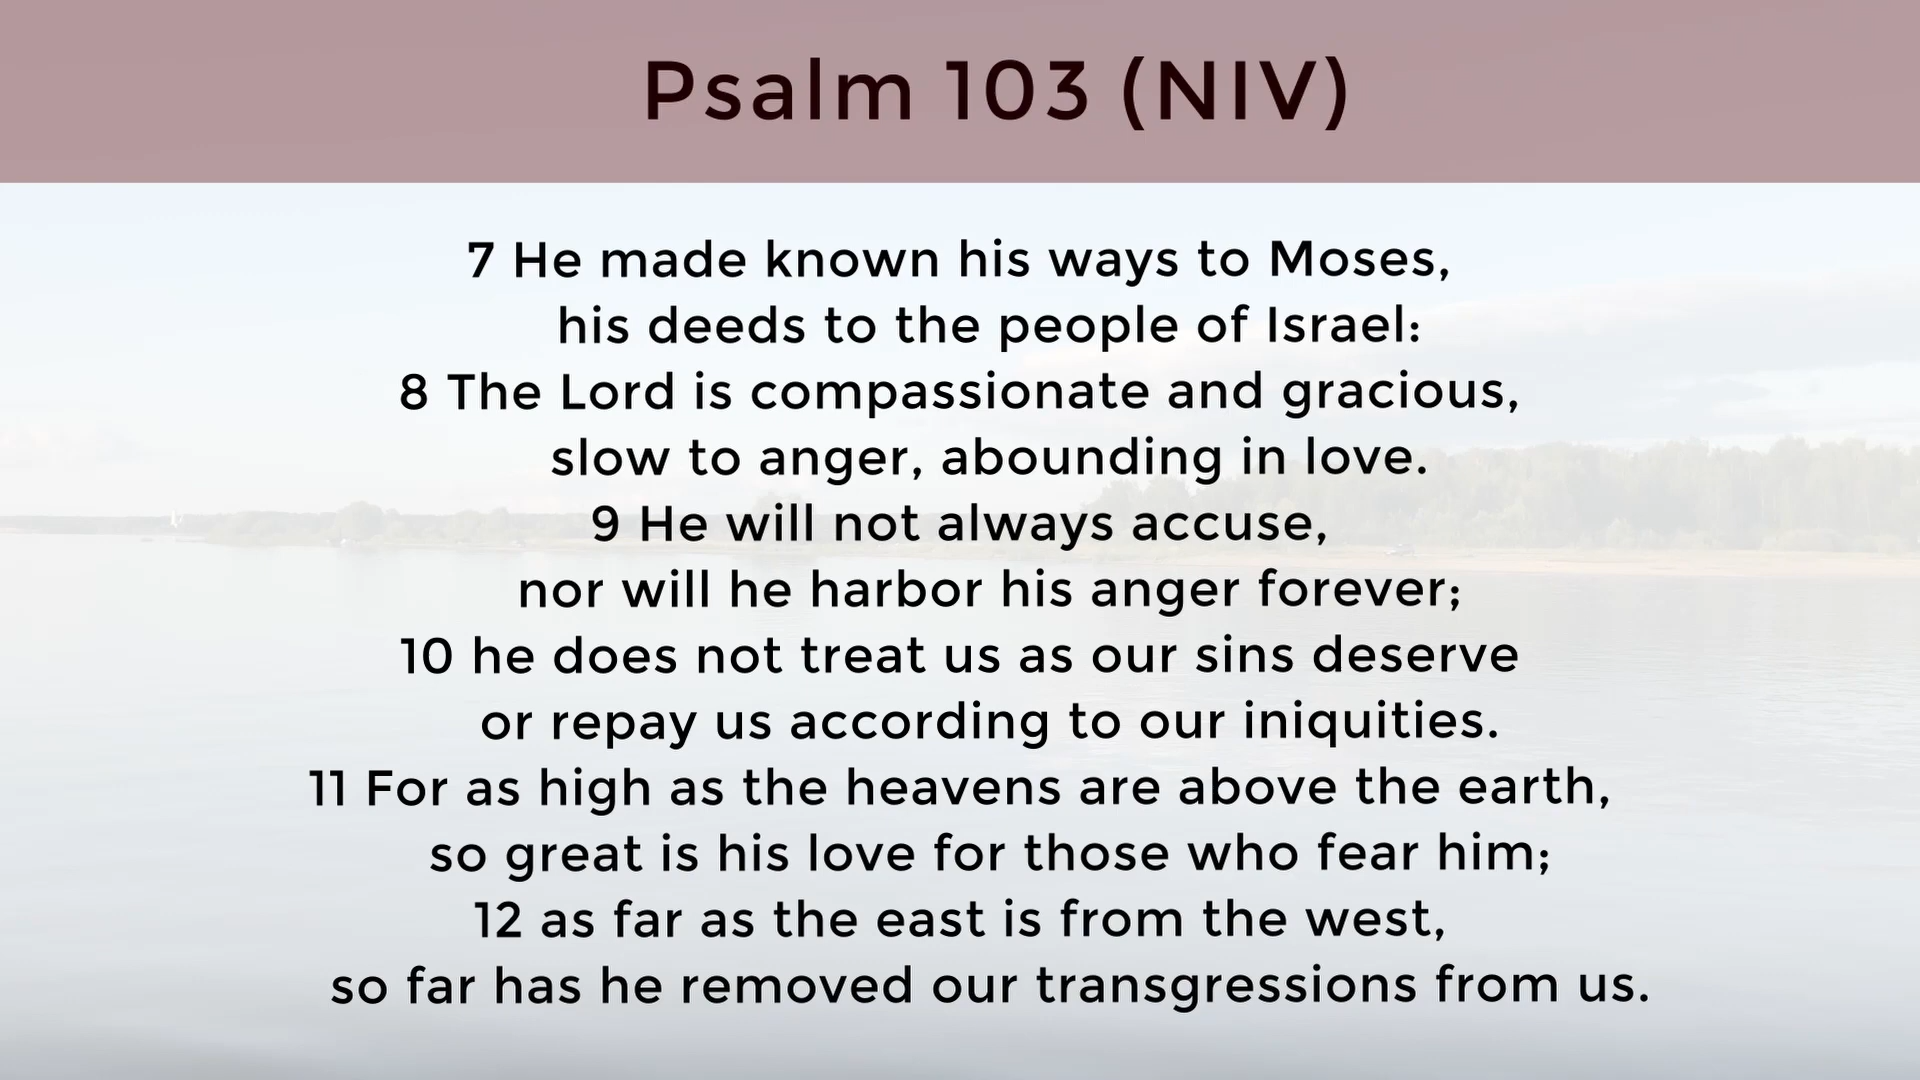 Psalm 103 (NIV)
7 He made known his ways to Moses,
his deeds to the people of Israel:
8 The Lord is compassionate and gracious,
slow to anger, abounding in love.
9 He will not always accuse,
nor will he harbor his anger forever;
10 he does not treat us as our sins deserve
or repay us according to our iniquities.
11 For as high as the heavens are above the earth,
so great is his love for those who fear him;
12 as far as the east is from the west,
so far has he removed our transgressions from us.